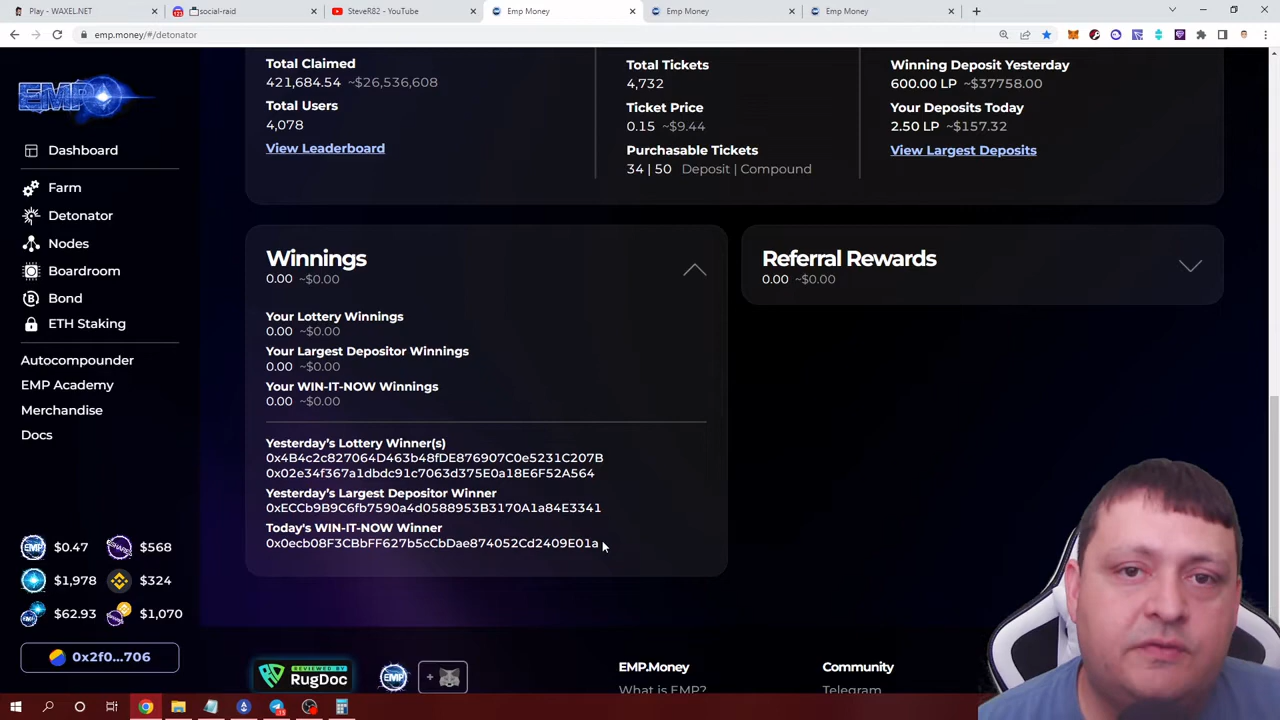 Play - WAXEL.NET
social-raid
SteveR82 - YouTube
Emp Money
Emp Money
Emp Money
emp.money/#/detonator
EMP
Dashboard
Farm
Detonator
Nodes
Boardroom
Bond
ETH Staking
Autocompounder
EMP Academy
Merchandise
Docs
$0.47
$568
$1,978
$324
$62.93
$1,070
0x2f0...706
Total Claimed
421,684.54 ~$26,536,608
Total Users
4,078
View Leaderboard
Total Tickets
4,732
Ticket Price
0.15 ~$9.44
Purchasable Tickets
34 | 50 Deposit | Compound
Winning Deposit Yesterday
600.00 LP ~$37758.00
Your Deposits Today
2.50 LP ~$157.32
View Largest Deposits
Winnings
0.00 ~$0.00
Your Lottery Winnings
0.00 ~$0.00
Your Largest Depositor Winnings
0.00 ~$0.00
Your WIN-IT-NOW Winnings
0.00 ~$0.00
Yesterday's Lottery Winner(s)
0x4B4c2c827064D463b48fDE876907C0e5231C207B
0x02e34f367a1dbdc91c7063d375E0a18E6F52A564
Yesterday's Largest Depositor Winner
0xECCb9B9C6fb7590a4d0588953B3170A1a84E3341
Today's WIN-IT-NOW Winner
0x0ecb08F3CBbFF627b5cCbDae874052Cd2409E01a
Referral Rewards
0.00 ~$0.00
REVIEWED BY
RugDoc
EMP
+
EMP.Money
What is EMP?
Community
Telegram